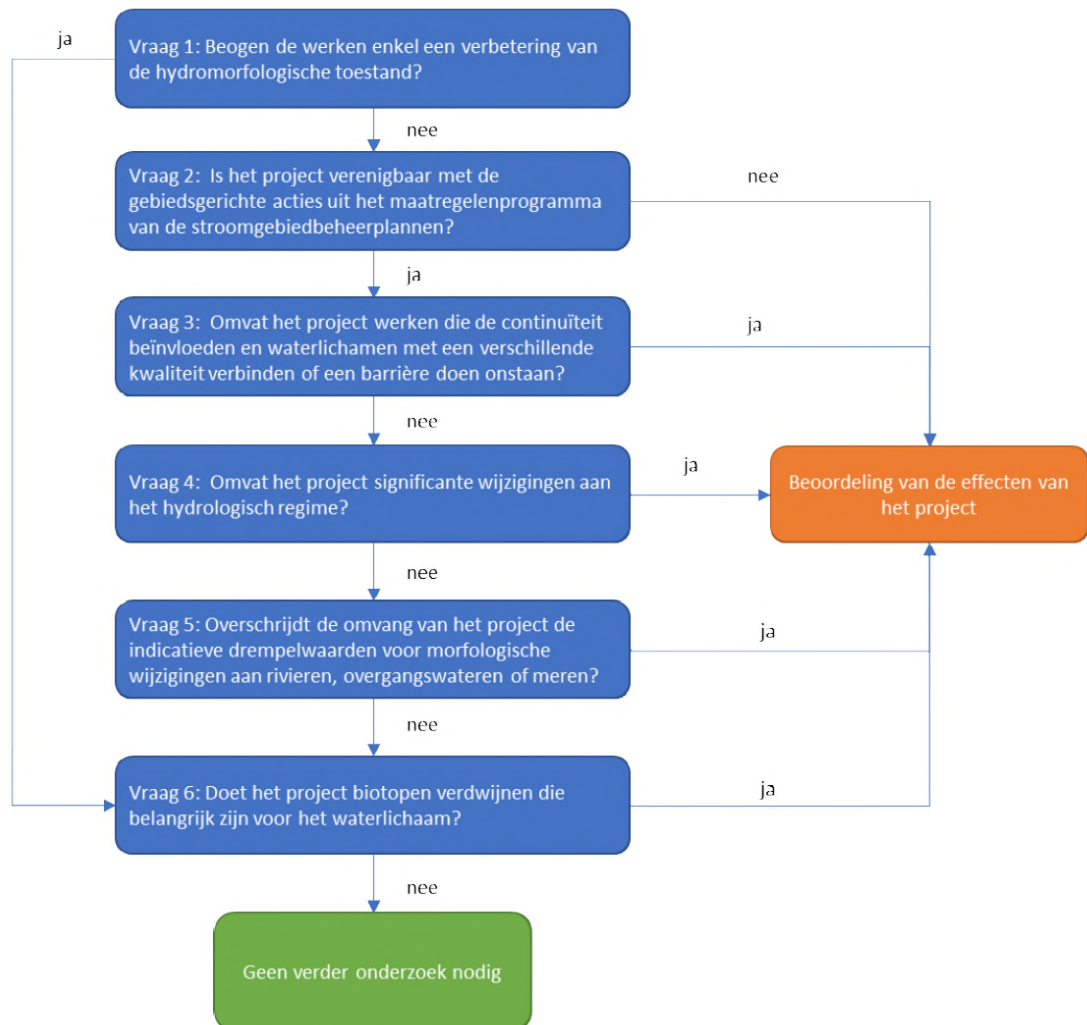 ja
Vraag 1: Beogen de werken enkel een verbetering van
de hydromorfologische toestand?
nee
Vraag 2: Is het project verenigbaar met de
gebiedsgerichte acties uit het maatregelenprogramma
van de stroomgebiedbeheerplannen?
nee
ja
Vraag 3: Omvat het project werken die de continuïteit
beïnvloeden en waterlichamen met een verschillende
kwaliteit verbinden of een barrière doen onstaan?
ja
nee
Vraag 4: Omvat het project significante wijzigingen aan
het hydrologisch regime?
ja
Beoordeling van de effecten van
het project
nee
Vraag 5: Overschrijdt de omvang van het project de
indicatieve drempelwaarden voor morfologische
wijzigingen aan rivieren, overgangswateren of meren?
ja
nee
Vraag 6: Doet het project biotopen verdwijnen die
belangrijk zijn voor het waterlichaam?
ja
nee
Geen verder onderzoek nodig